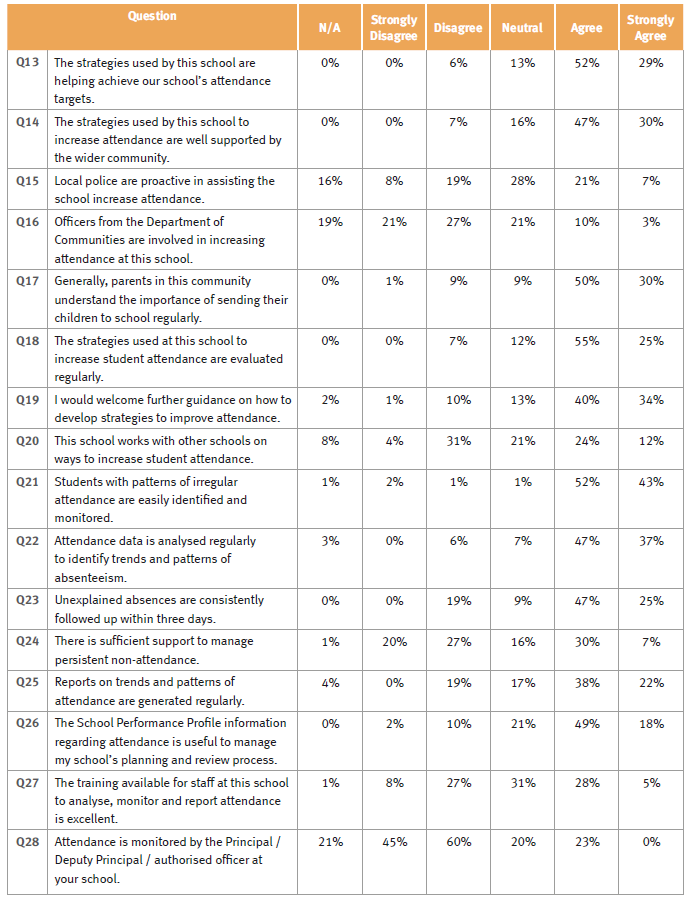 Question N/A Strongly Disagree Disagree Neutral Agree Strongly Agree
Q13 The strategies used by this school are 0% 0% 6% 13% 52% 29%
helping achieve our school's attendance
targets.
Q14 The strategies used by this school to 0% 0% 7% 16% 47% 30%
increase attendance are well supported by
the wider community.
Q15 Local police are proactive in assisting the 16% 8% 19% 28% 21% 7%
school increase attendance.
Q16 Officers from the Department of 19% 21% 27% 21% 10% 3%
Communities are involved in increasing
attendance at this school.
Q17 Generally, parents in this community 0% 1% 9% 9% 50% 30%
understand the importance of sending their
children to school regularly.
Q18 The strategies used at this school to 0% 0% 7% 12% 55% 25%
increase student attendance are evaluated
regularly.
Q19 I would welcome further guidance on how to 2% 1% 10% 13% 40% 34%
develop strategies to improve attendance.
Q20 This school works with other schools on 8% 4% 31% 21% 24% 12%
ways to increase student attendance.
Q21 Students with patterns of irregular 1% 2% 1% 1% 52% 43%
attendance are easily identified and
monitored.
Q22 Attendance data is analysed regularly 3% 0% 6% 7% 47% 37%
to identify trends and patterns of
absenteeism.
Q23 Unexplained absences are consistently 0% 0% 19% 9% 47% 25%
followed up within three days.
Q24 There is sufficient support to manage 1% 20% 27% 16% 30% 7%
persistent non-attendance.
Q25 Reports on trends and patterns of 4% 0% 19% 17% 38% 22%
attendance are generated regularly.
Q26 The School Performance Profile information 0% 2% 10% 21% 49% 18%
regarding attendance is useful to manage
my school's planning and review process.
Q27 The training available for staff at this school 1% 8% 27% 31% 28% 5%
to analyse, monitor and report attendance
is excellent.
Q28 Attendance is monitored by the Principal / 21% 45% 60% 20% 23% 0%
Deputy Principal / authorised officer at
your school.